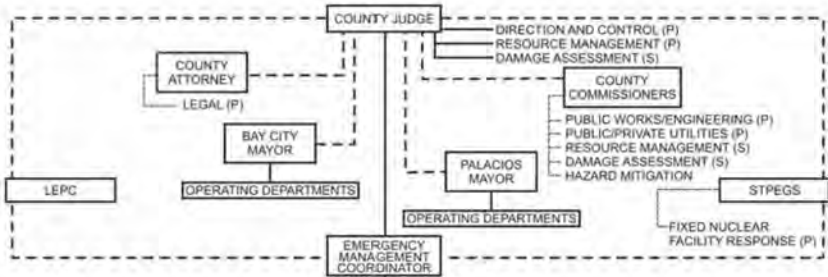 COUNTY JUDGE
DIRECTION AND CONTROL (P)
RESOURCE MANAGEMENT (P)
DAMAGE ASSESSMENT (S)
COUNTY
ATTORNEY
LEGAL (P)
COUNTY
COMMISSIONERS
PUBLIC WORKS/ENGINEERING (P)
PUBLIC/PRIVATE UTILITIES (P)
RESOURCE MANAGEMENT (S)
DAMAGE ASSESSMENT (S)
HAZARD MITIGATION
BAY CITY
MAYOR
OPERATING DEPARTMENTS
PALACIOS
MAYOR
OPERATING DEPARTMENTS
LEPC
STPEGS
FIXED NUCLEAR
FACILITY RESPONSE (P)
EMERGENCY
MANAGEMENT
COORDINATOR